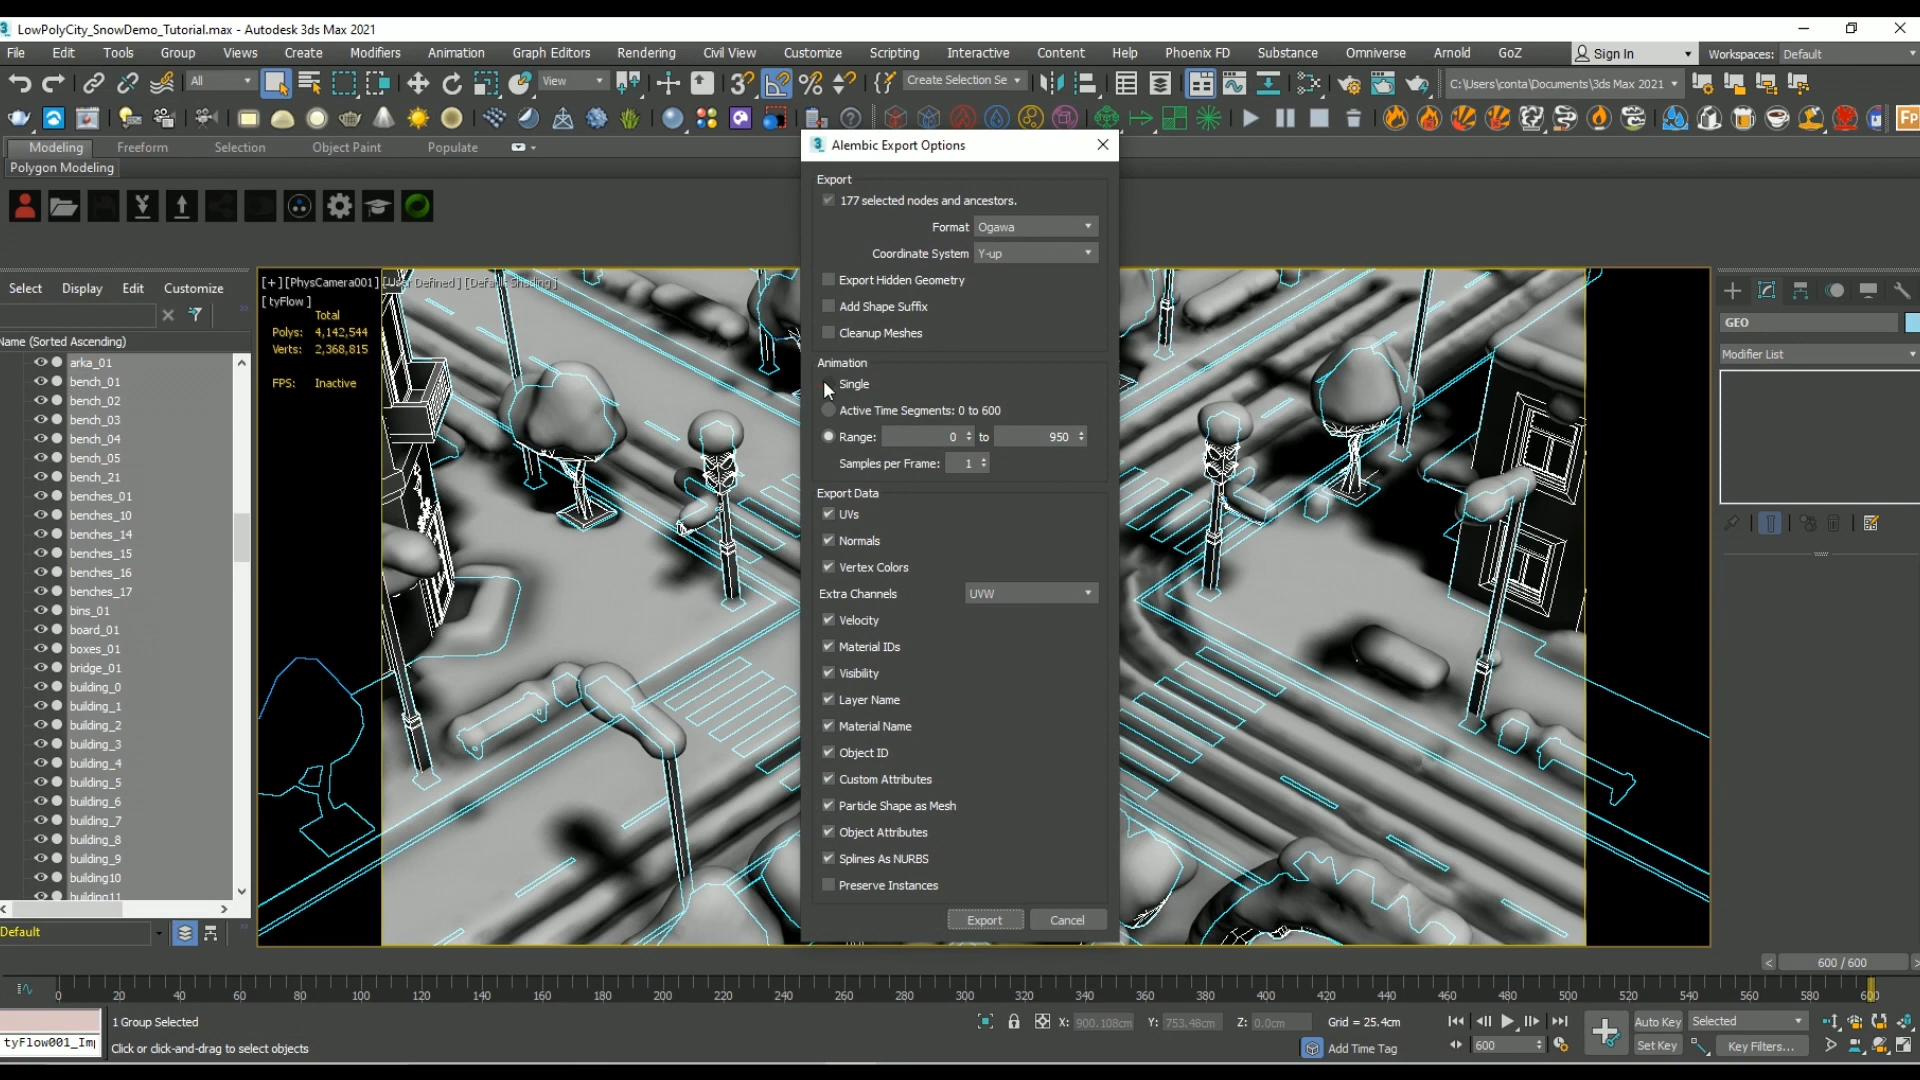 LowPolyCity_SnowDemo_Tutorial.max - Autodesk 3ds Max 2021
File Edit Tools Group Views Create Modifiers Animation Graph Editors Rendering Civil View Customize Scripting Interactive Content Help Phoenix FD Substance Omniverse Arnold GoZ Sign In Workspaces: Default
All View Create Selection Se C:\Users\conta\Documents\3ds Max 2021
Modeling Freeform Selection Object Paint Populate
Polygon Modeling
Alembic Export Options
Export
177 selected nodes and ancestors.
Format Ogawa
Coordinate System Y-up
Export Hidden Geometry
Add Shape Suffix
Cleanup Meshes
Animation
Single
Active Time Segments: 0 to 600
Range: 0 to 950
Samples per Frame: 1
Export Data
UVs
Normals
Vertex Colors
Extra Channels UVW
Velocity
Material IDs
Visibility
Layer Name
Material Name
Object ID
Custom Attributes
Particle Shape as Mesh
Object Attributes
Splines As NURBS
Preserve Instances
Export Cancel
Select Display Edit Customize
Name (Sorted Ascending)
arka_01
bench_01
bench_02
bench_03
bench_04
bench_05
bench_21
benches_01
benches_10
benches_14
benches_15
benches_16
benches_17
bins_01
board_01
boxes_01
bridge_01
building_0
building_1
building_2
building_3
building_4
building_5
building_6
building_7
building_8
building_9
building10
building11
Default
[+] [PhysCamera001] [User Defined] [Default Shading]
[ tyFlow ]
Total
Polys: 4,142,544
Verts: 2,368,815
FPS: Inactive
GEO
Modifier List
< 600 / 600 >
0 20 40 60 80 100 120 140 160 180 200 220 240 260 280 300 320 340 360 380 400 420 440 460 480 500 520 540 560 580 600
1 Group Selected
X: 900.108cm Y: 753.48cm Z: 0.0cm Grid = 25.4cm
Auto Key Selected
tyFlow001_Im
Click or click-and-drag to select objects
Add Time Tag
600
Set Key Key Filters...